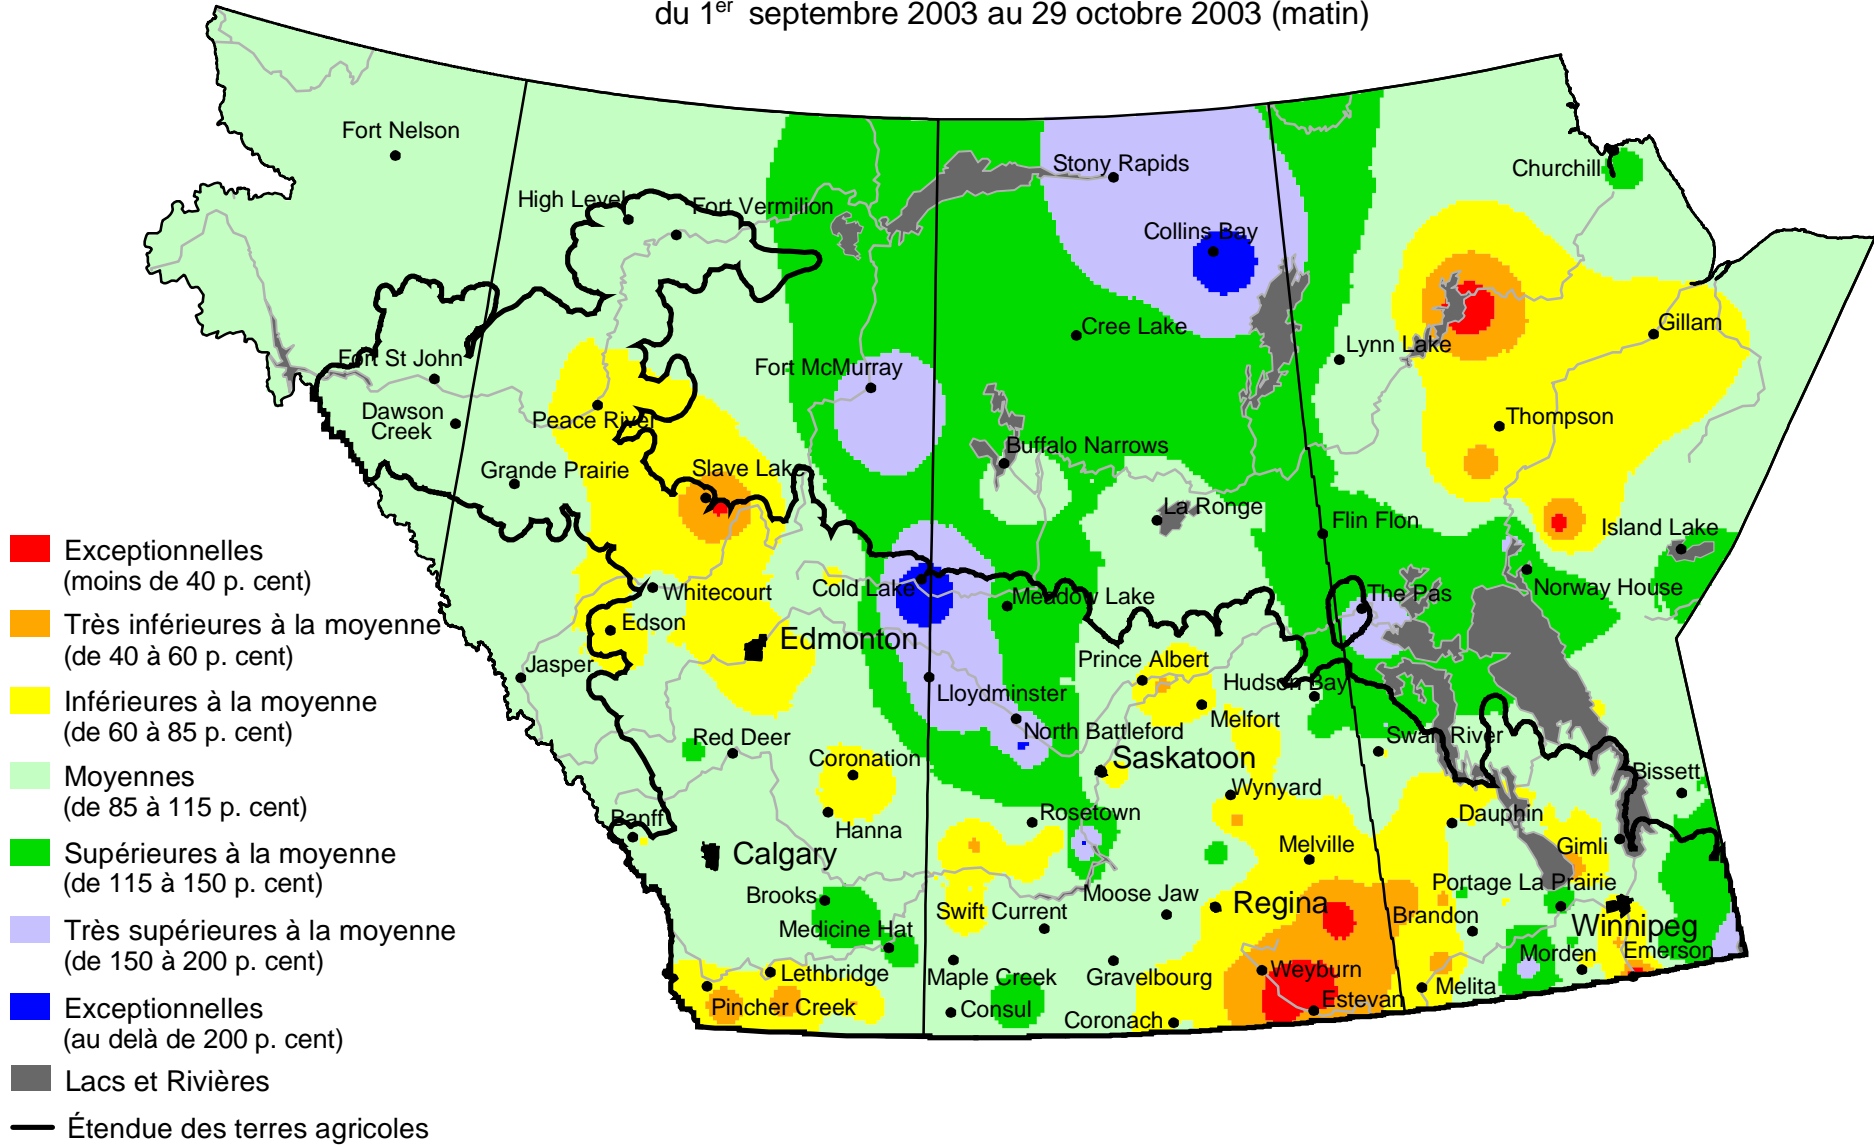 du 1er septembre 2003 au 29 octobre 2003 (matin)
Fort Nelson
Churchill
Stony Rapids
High Level
Fort Vermilion
Collins Bay
Gillam
Cree Lake
Lynn Lake
Fort St John
Fort McMurray
Dawson
Creek
Peace River
Thompson
Buffalo Narrows
Grande Prairie
Slave Lake
La Ronge
Flin Flon
Island Lake
Whitecourt
Cold Lake
Meadow Lake
The Pas
Norway House
Edson
Edmonton
Jasper
Prince Albert
Hudson Bay
Lloydminster
Melfort
North Battleford
Red Deer
Swan River
Coronation
Saskatoon
Bissett
Wynyard
Banff
Hanna
Rosetown
Dauphin
Calgary
Melville
Gimli
Brooks
Moose Jaw
Portage La Prairie
Swift Current
Regina
Brandon
Winnipeg
Medicine Hat
Lethbridge
Maple Creek
Gravelbourg
Weyburn
Morden
Emerson
Pincher Creek
Consul
Coronach
Estevan
Melita
Exceptionnelles
(moins de 40 p. cent)
Très inférieures à la moyenne
(de 40 à 60 p. cent)
Inférieures à la moyenne
(de 60 à 85 p. cent)
Moyennes
(de 85 à 115 p. cent)
Supérieures à la moyenne
(de 115 à 150 p. cent)
Très supérieures à la moyenne
(de 150 à 200 p. cent)
Exceptionnelles
(au delà de 200 p. cent)
Lacs et Rivières
Étendue des terres agricoles